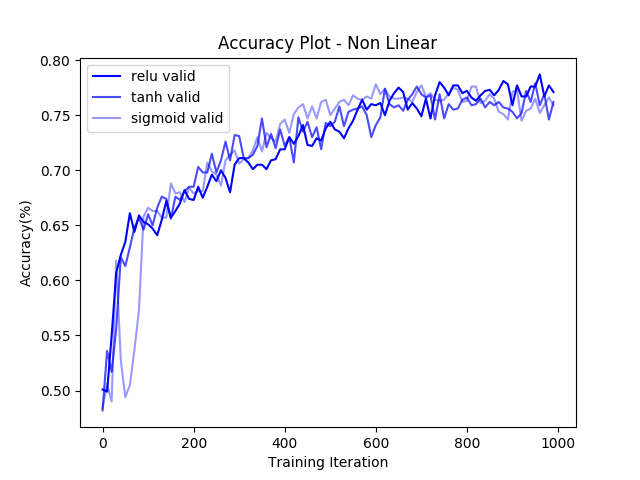 Accuracy Plot - Non Linear
relu valid
tanh valid
sigmoid valid
Accuracy(%)
0.80
0.75
0.70
0.65
0.60
0.55
0.50
0 200 400 600 800 1000
Training Iteration